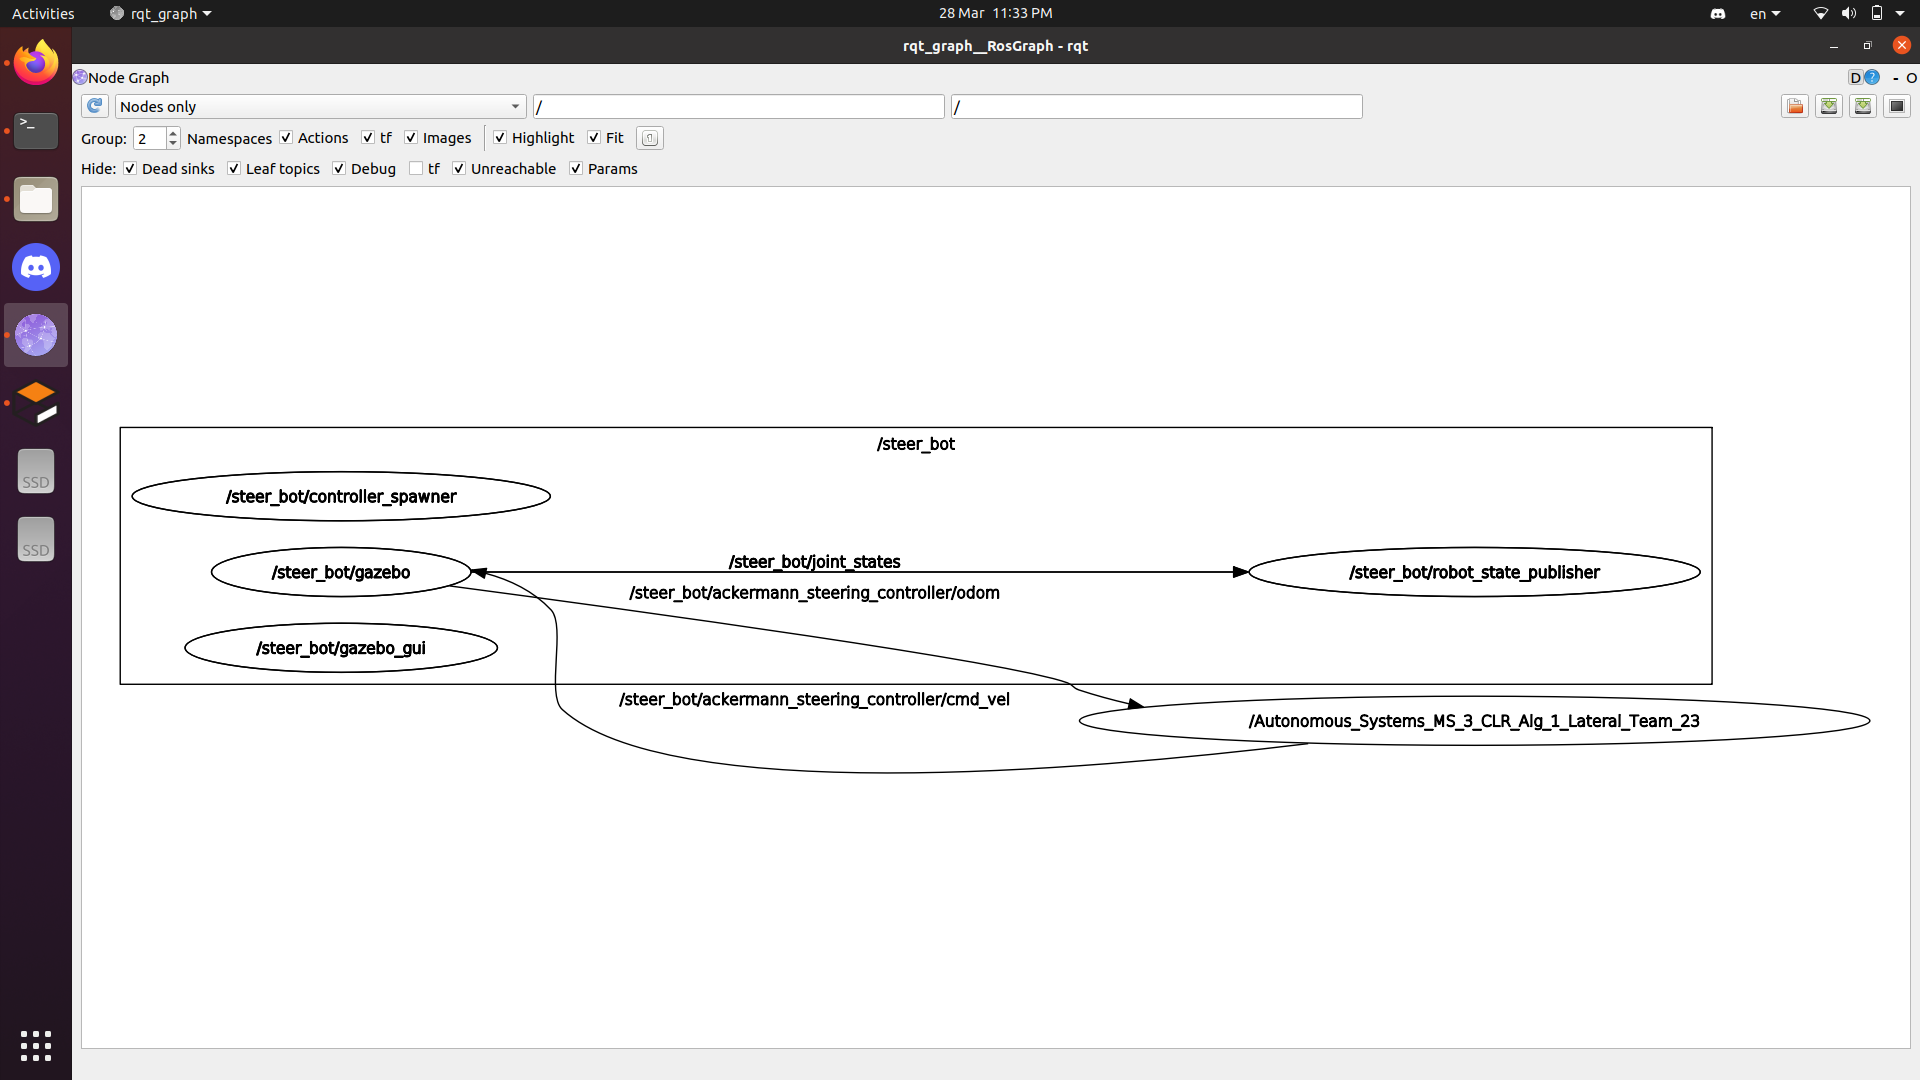 Activities rqt_graph 28 Mar 11:33 PM en
rqt_graph__RosGraph - rqt
Node Graph D ? - O
Nodes only / /
Group: 2 Namespaces Actions tf Images Highlight Fit
Hide: Dead sinks Leaf topics Debug tf Unreachable Params
/steer_bot
/steer_bot/controller_spawner
/steer_bot/joint_states
/steer_bot/gazebo /steer_bot/robot_state_publisher
/steer_bot/ackermann_steering_controller/odom
/steer_bot/gazebo_gui
/steer_bot/ackermann_steering_controller/cmd_vel
/Autonomous_Systems_MS_3_CLR_Alg_1_Lateral_Team_23
SSD
SSD